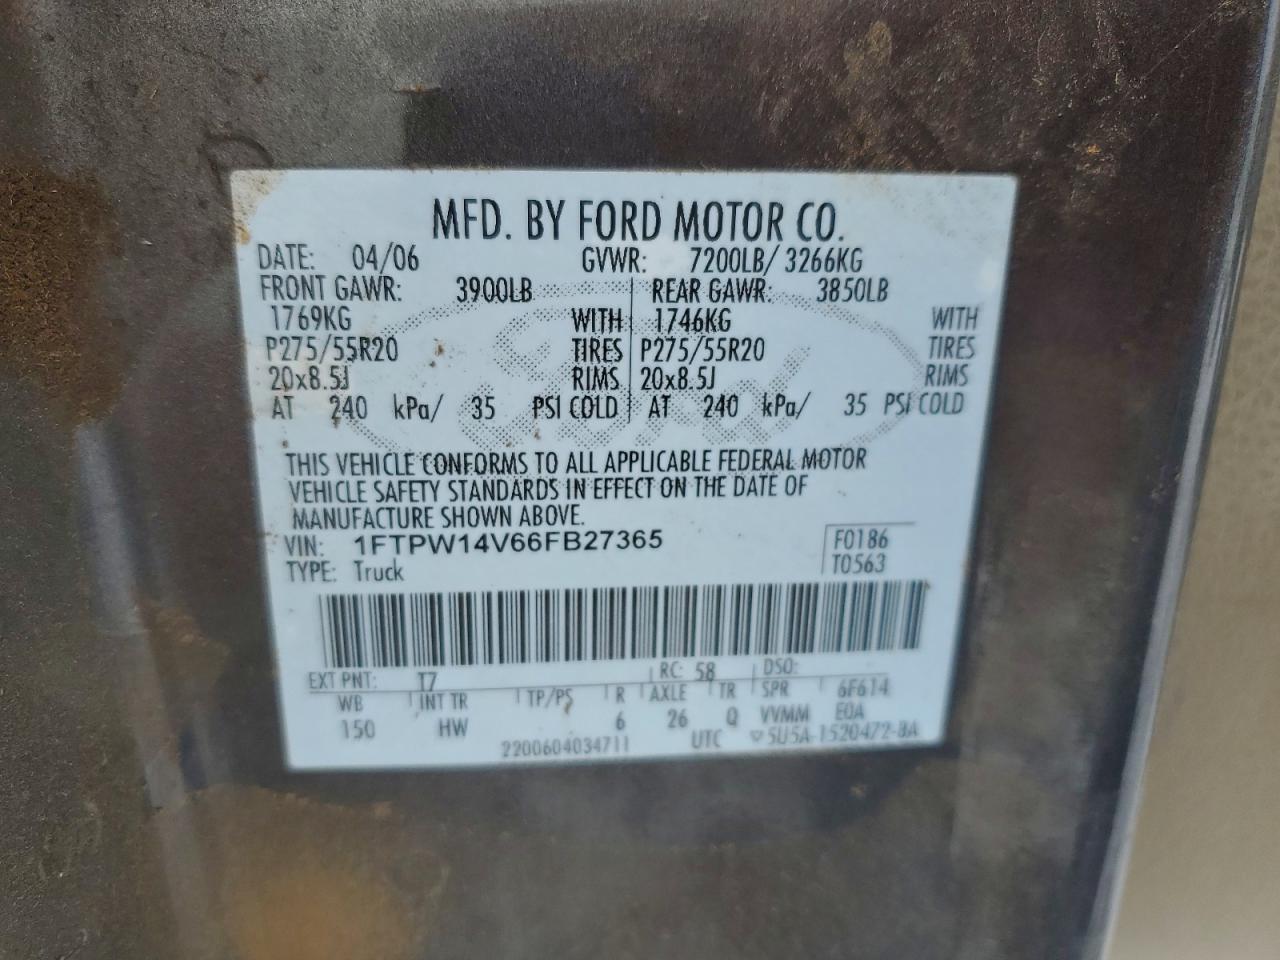 MFD. BY FORD MOTOR CO.
DATE: 04/06 GVWR: 7200LB/ 3266KG
FRONT GAWR: 3900LB REAR GAWR: 3850LB
1769KG WITH 1746KG WITH
P275/55R20 TIRES P275/55R20 TIRES
20x8.5J RIMS 20x8.5J RIMS
AT 240 kPa/ 35 PSI COLD AT 240 kPa/ 35 PSI COLD
Ford
THIS VEHICLE CONFORMS TO ALL APPLICABLE FEDERAL MOTOR
VEHICLE SAFETY STANDARDS IN EFFECT ON THE DATE OF
MANUFACTURE SHOWN ABOVE.
VIN: 1FTPW14V66FB27365 F0186
TYPE: Truck T0563
EXT PNT: T7 RC: 58 DSO:
WB INT TR TP/PS R AXLE TR SPR 6F614
150 HW 6 26 Q VVMM EOA
2200604034711 UTC ▽5U5A-1520472-BA